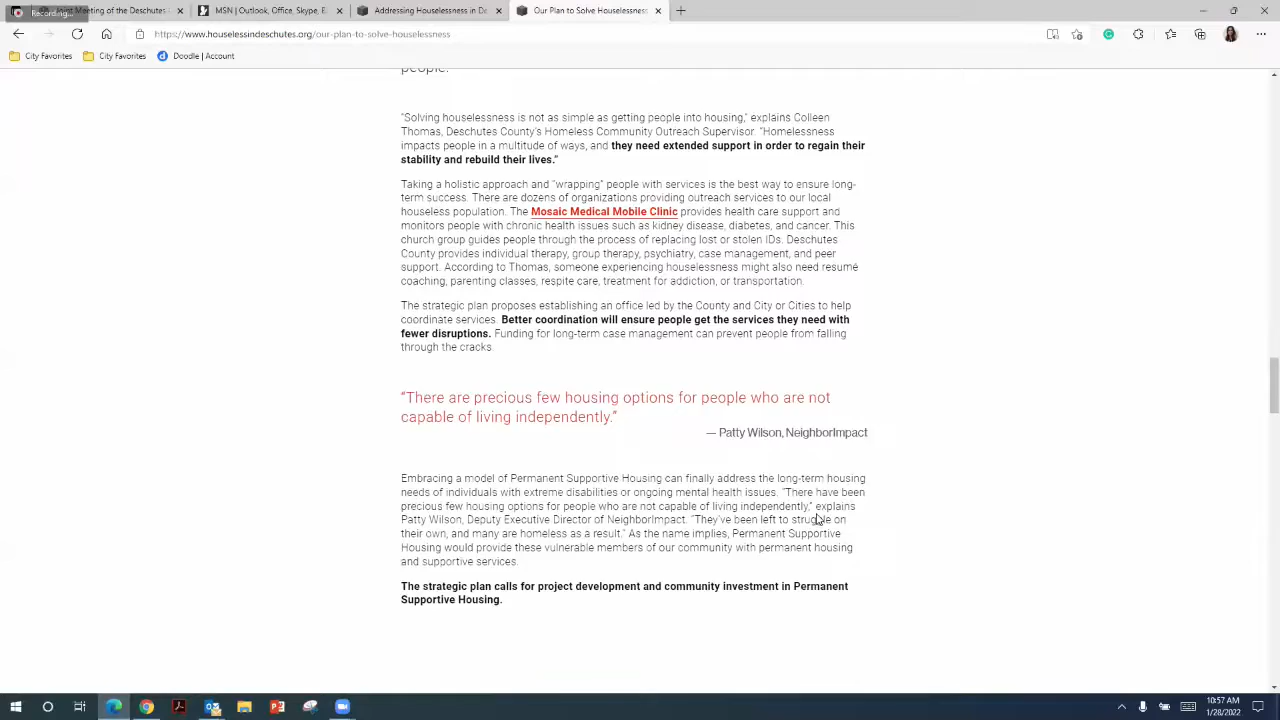 Recording...
Joint Meeting of the Deschutes
MSN | Outlook, Office, Skype, B
Addressing Houselessness in De
Our Plan to Solve Houselessness
https://www.houselessindeschutes.org/our-plan-to-solve-houselessness
City Favorites
City Favorites
Doodle | Account
people.
"Solving houselessness is not as simple as getting people into housing," explains Colleen
Thomas, Deschutes County's Homeless Community Outreach Supervisor. "Homelessness
impacts people in a multitude of ways, and they need extended support in order to regain their
stability and rebuild their lives."
Taking a holistic approach and "wrapping" people with services is the best way to ensure long-
term success. There are dozens of organizations providing outreach services to our local
houseless population. The Mosaic Medical Mobile Clinic provides health care support and
monitors people with chronic health issues such as kidney disease, diabetes, and cancer. This
church group guides people through the process of replacing lost or stolen IDs. Deschutes
County provides individual therapy, group therapy, psychiatry, case management, and peer
support. According to Thomas, someone experiencing houselessness might also need resumé
coaching, parenting classes, respite care, treatment for addiction, or transportation.
The strategic plan proposes establishing an office led by the County and City or Cities to help
coordinate services. Better coordination will ensure people get the services they need with
fewer disruptions. Funding for long-term case management can prevent people from falling
through the cracks.
"There are precious few housing options for people who are not
capable of living independently."
— Patty Wilson, NeighborImpact
Embracing a model of Permanent Supportive Housing can finally address the long-term housing
needs of individuals with extreme disabilities or ongoing mental health issues. "There have been
precious few housing options for people who are not capable of living independently," explains
Patty Wilson, Deputy Executive Director of NeighborImpact. "They've been left to struggle on
their own, and many are homeless as a result." As the name implies, Permanent Supportive
Housing would provide these vulnerable members of our community with permanent housing
and supportive services.
The strategic plan calls for project development and community investment in Permanent
Supportive Housing.
10:57 AM
1/28/2022